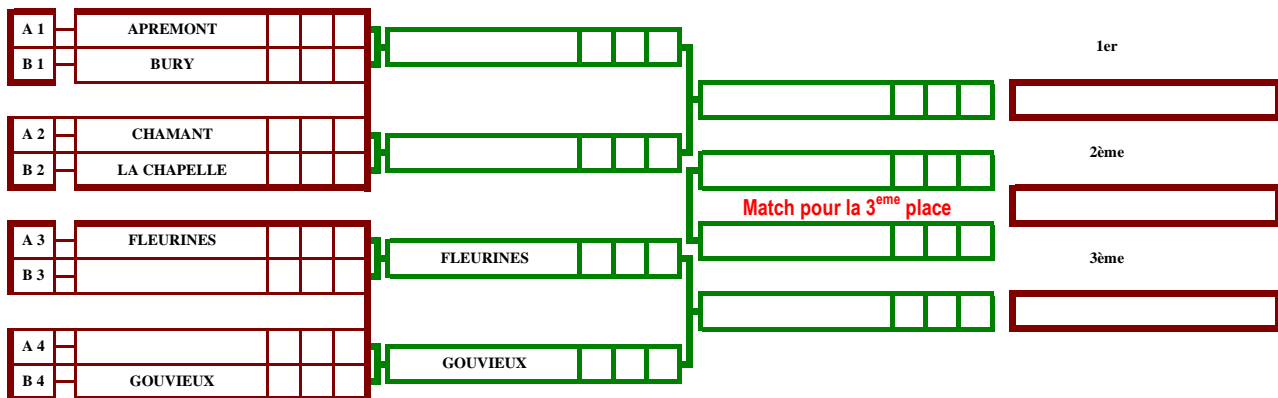 A 1 APREMONT
B 1 BURY
1er
A 2 CHAMANT
B 2 LA CHAPELLE
2ème
Match pour la 3eme place
A 3 FLEURINES
FLEURINES
B 3
3ème
A 4
GOUVIEUX
B 4 GOUVIEUX